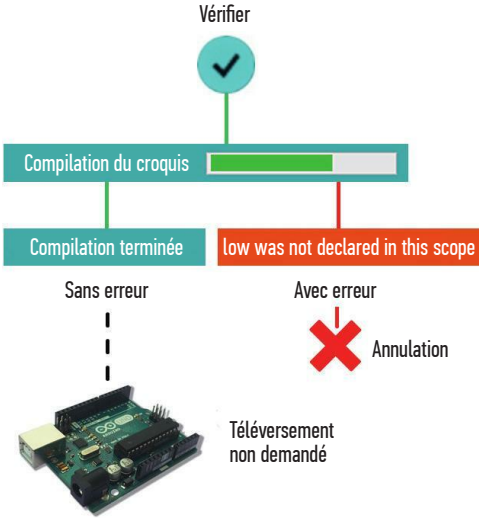 Vérifier
Compilation du croquis
Compilation terminée
low was not declared in this scope
Sans erreur
Avec erreur
Annulation
Téléversement
non demandé